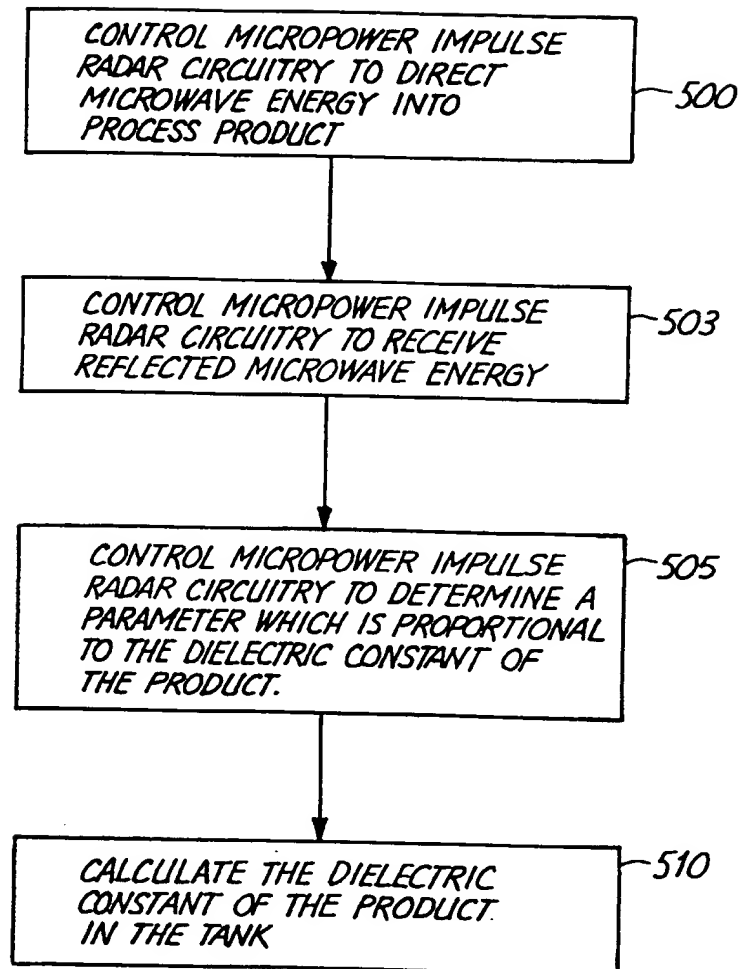 CONTROL MICROPOWER IMPULSE
RADAR CIRCUITRY TO DIRECT
MICROWAVE ENERGY INTO
PROCESS PRODUCT
500
CONTROL MICROPOWER IMPULSE
RADAR CIRCUITRY TO RECEIVE
REFLECTED MICROWAVE ENERGY
503
CONTROL MICROPOWER IMPULSE
RADAR CIRCUITRY TO DETERMINE A
PARAMETER WHICH IS PROPORTIONAL
TO THE DIELECTRIC CONSTANT OF
THE PRODUCT.
505
CALCULATE THE DIELECTRIC
CONSTANT OF THE PRODUCT
IN THE TANK
510